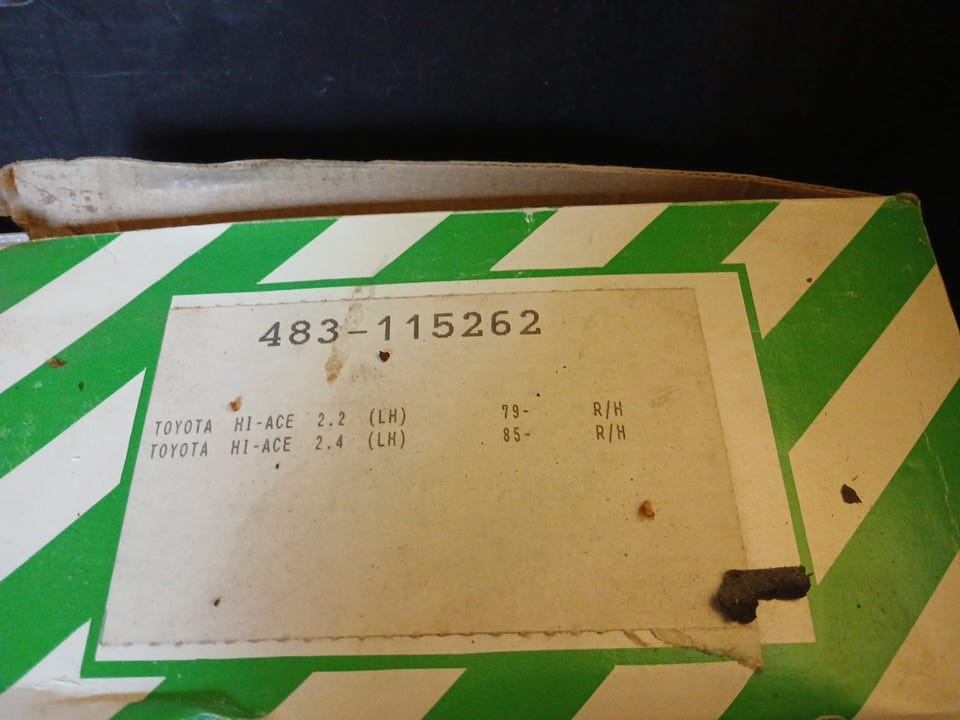 483-115262
TOYOTA HI-ACE 2.2 (LH) 79- R/H
TOYOTA HI-ACE 2.4 (LH) 85- R/H